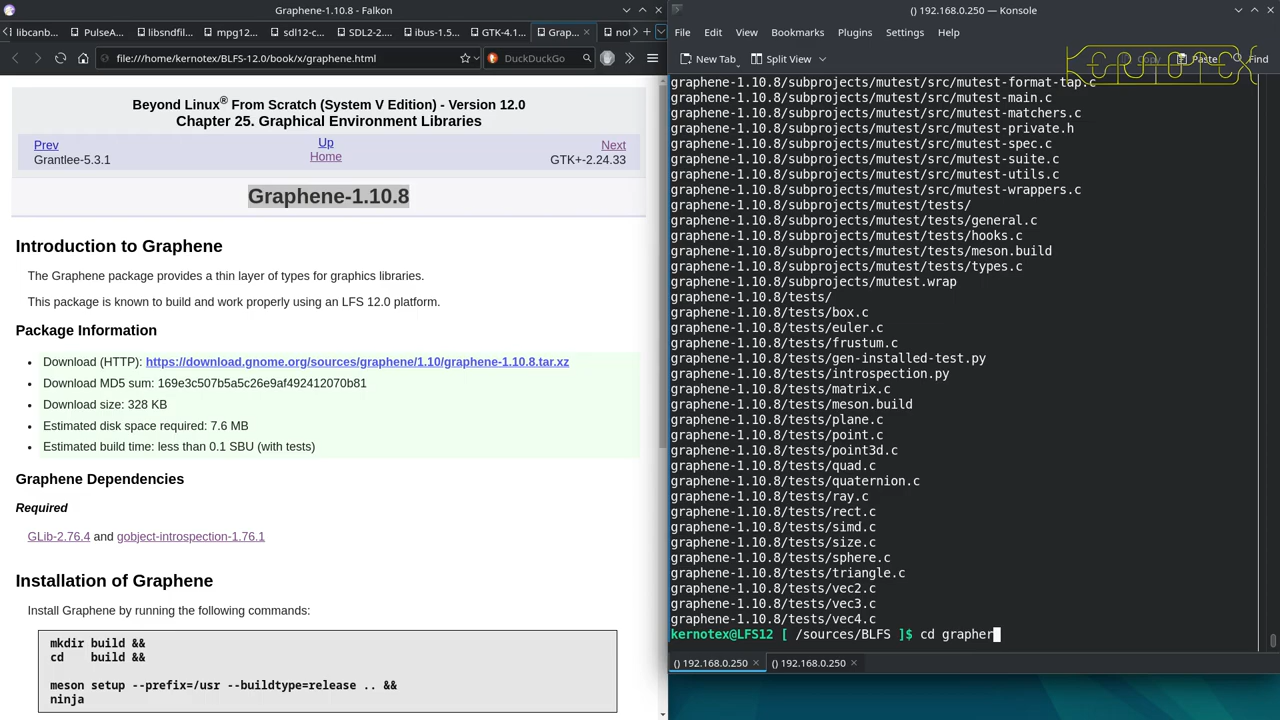 Graphene-1.10.8 - Falkon
libcanb...
PulseA...
libsndfil...
mpg12...
sdl12-c...
SDL2-2....
ibus-1.5...
GTK-4.1...
Grap...
not
file:///home/kernotex/BLFS-12.0/book/x/graphene.html
DuckDuckGo
Beyond Linux® From Scratch (System V Edition) - Version 12.0
Chapter 25. Graphical Environment Libraries
Prev
Up
Next
Grantlee-5.3.1
Home
GTK+-2.24.33
Graphene-1.10.8
Introduction to Graphene
The Graphene package provides a thin layer of types for graphics libraries.
This package is known to build and work properly using an LFS 12.0 platform.
Package Information
• Download (HTTP): https://download.gnome.org/sources/graphene/1.10/graphene-1.10.8.tar.xz
• Download MD5 sum: 169e3c507b5a5c26e9af492412070b81
• Download size: 328 KB
• Estimated disk space required: 7.6 MB
• Estimated build time: less than 0.1 SBU (with tests)
Graphene Dependencies
Required
GLib-2.76.4 and gobject-introspection-1.76.1
Installation of Graphene
Install Graphene by running the following commands:
mkdir build &&
cd    build &&
meson setup --prefix=/usr --buildtype=release .. &&
ninja
() 192.168.0.250 — Konsole
File Edit View Bookmarks Plugins Settings Help
New Tab
Split View
Copy
Paste
Find
KERNOTEX
graphene-1.10.8/subprojects/mutest/src/mutest-format-tap.c
graphene-1.10.8/subprojects/mutest/src/mutest-main.c
graphene-1.10.8/subprojects/mutest/src/mutest-matchers.c
graphene-1.10.8/subprojects/mutest/src/mutest-private.h
graphene-1.10.8/subprojects/mutest/src/mutest-spec.c
graphene-1.10.8/subprojects/mutest/src/mutest-suite.c
graphene-1.10.8/subprojects/mutest/src/mutest-utils.c
graphene-1.10.8/subprojects/mutest/src/mutest-wrappers.c
graphene-1.10.8/subprojects/mutest/tests/
graphene-1.10.8/subprojects/mutest/tests/general.c
graphene-1.10.8/subprojects/mutest/tests/hooks.c
graphene-1.10.8/subprojects/mutest/tests/meson.build
graphene-1.10.8/subprojects/mutest/tests/types.c
graphene-1.10.8/subprojects/mutest.wrap
graphene-1.10.8/tests/
graphene-1.10.8/tests/box.c
graphene-1.10.8/tests/euler.c
graphene-1.10.8/tests/frustum.c
graphene-1.10.8/tests/gen-installed-test.py
graphene-1.10.8/tests/introspection.py
graphene-1.10.8/tests/matrix.c
graphene-1.10.8/tests/meson.build
graphene-1.10.8/tests/plane.c
graphene-1.10.8/tests/point.c
graphene-1.10.8/tests/point3d.c
graphene-1.10.8/tests/quad.c
graphene-1.10.8/tests/quaternion.c
graphene-1.10.8/tests/ray.c
graphene-1.10.8/tests/rect.c
graphene-1.10.8/tests/simd.c
graphene-1.10.8/tests/size.c
graphene-1.10.8/tests/sphere.c
graphene-1.10.8/tests/triangle.c
graphene-1.10.8/tests/vec2.c
graphene-1.10.8/tests/vec3.c
graphene-1.10.8/tests/vec4.c
kernotex@LFS12 [ /sources/BLFS ]$ cd grapher
() 192.168.0.250
() 192.168.0.250